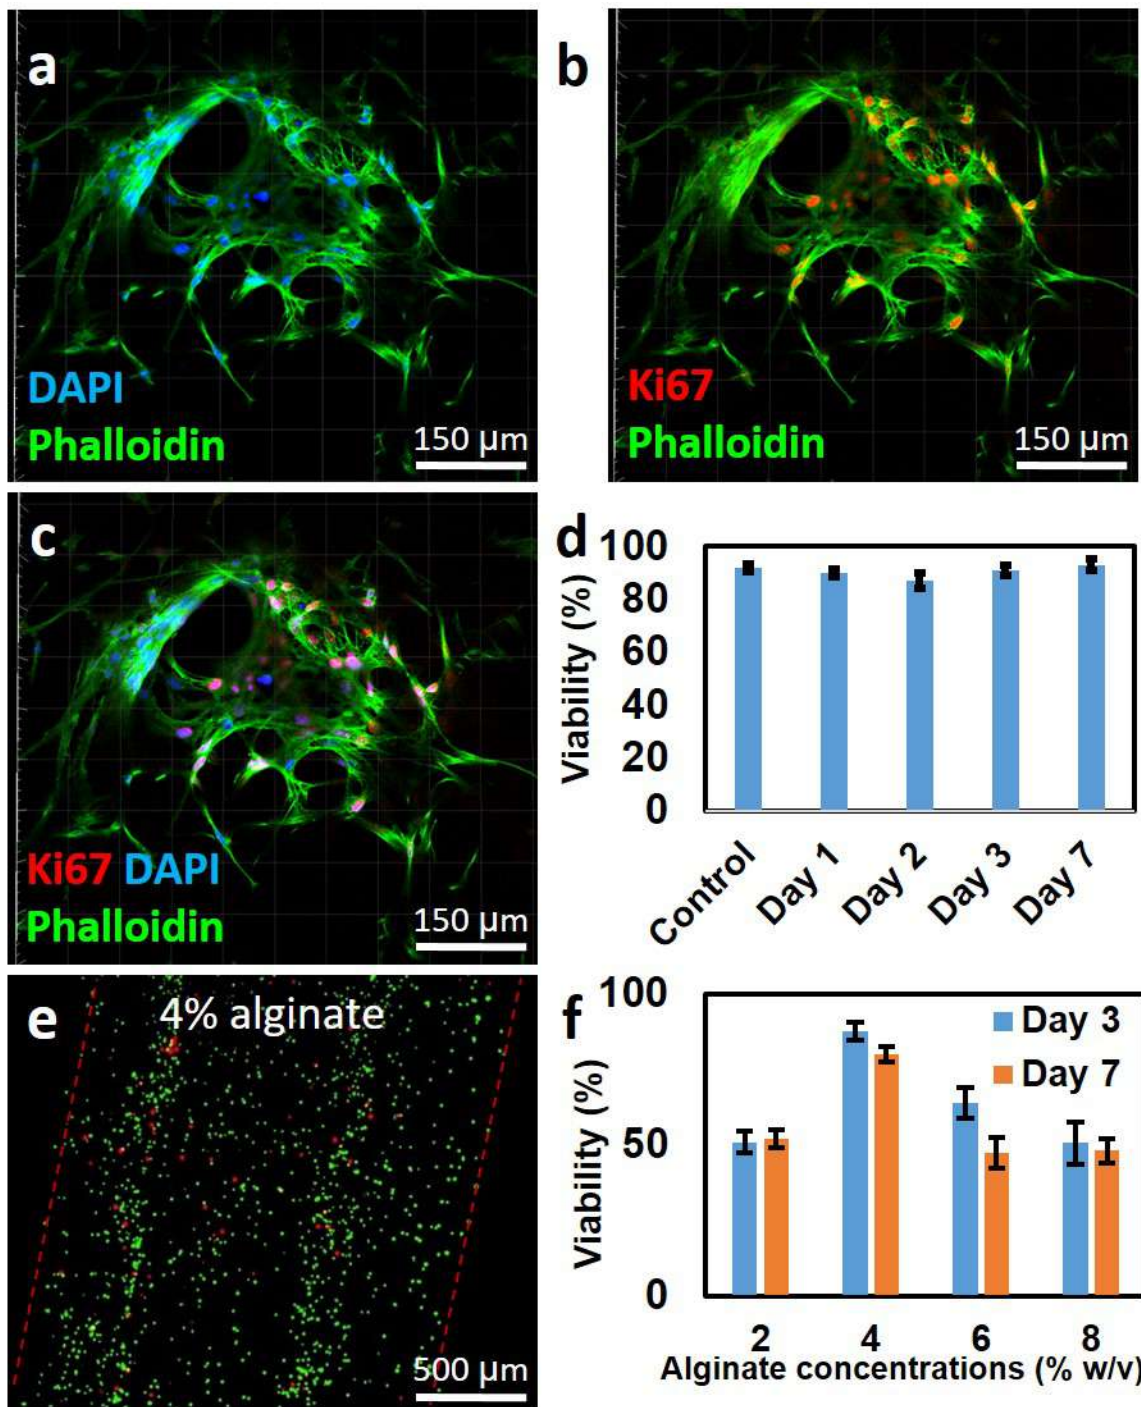 a
DAPI
Phalloidin
150 µm
b
Ki67
Phalloidin
150 µm
c
Ki67 DAPI
Phalloidin
150 µm
d
Viability (%)
100
80
60
40
20
0
Control
Day 1
Day 2
Day 3
Day 7
e
4% alginate
500 µm
f
Viability (%)
100
50
0
Day 3
Day 7
2 4 6 8
Alginate concentrations (% w/v)